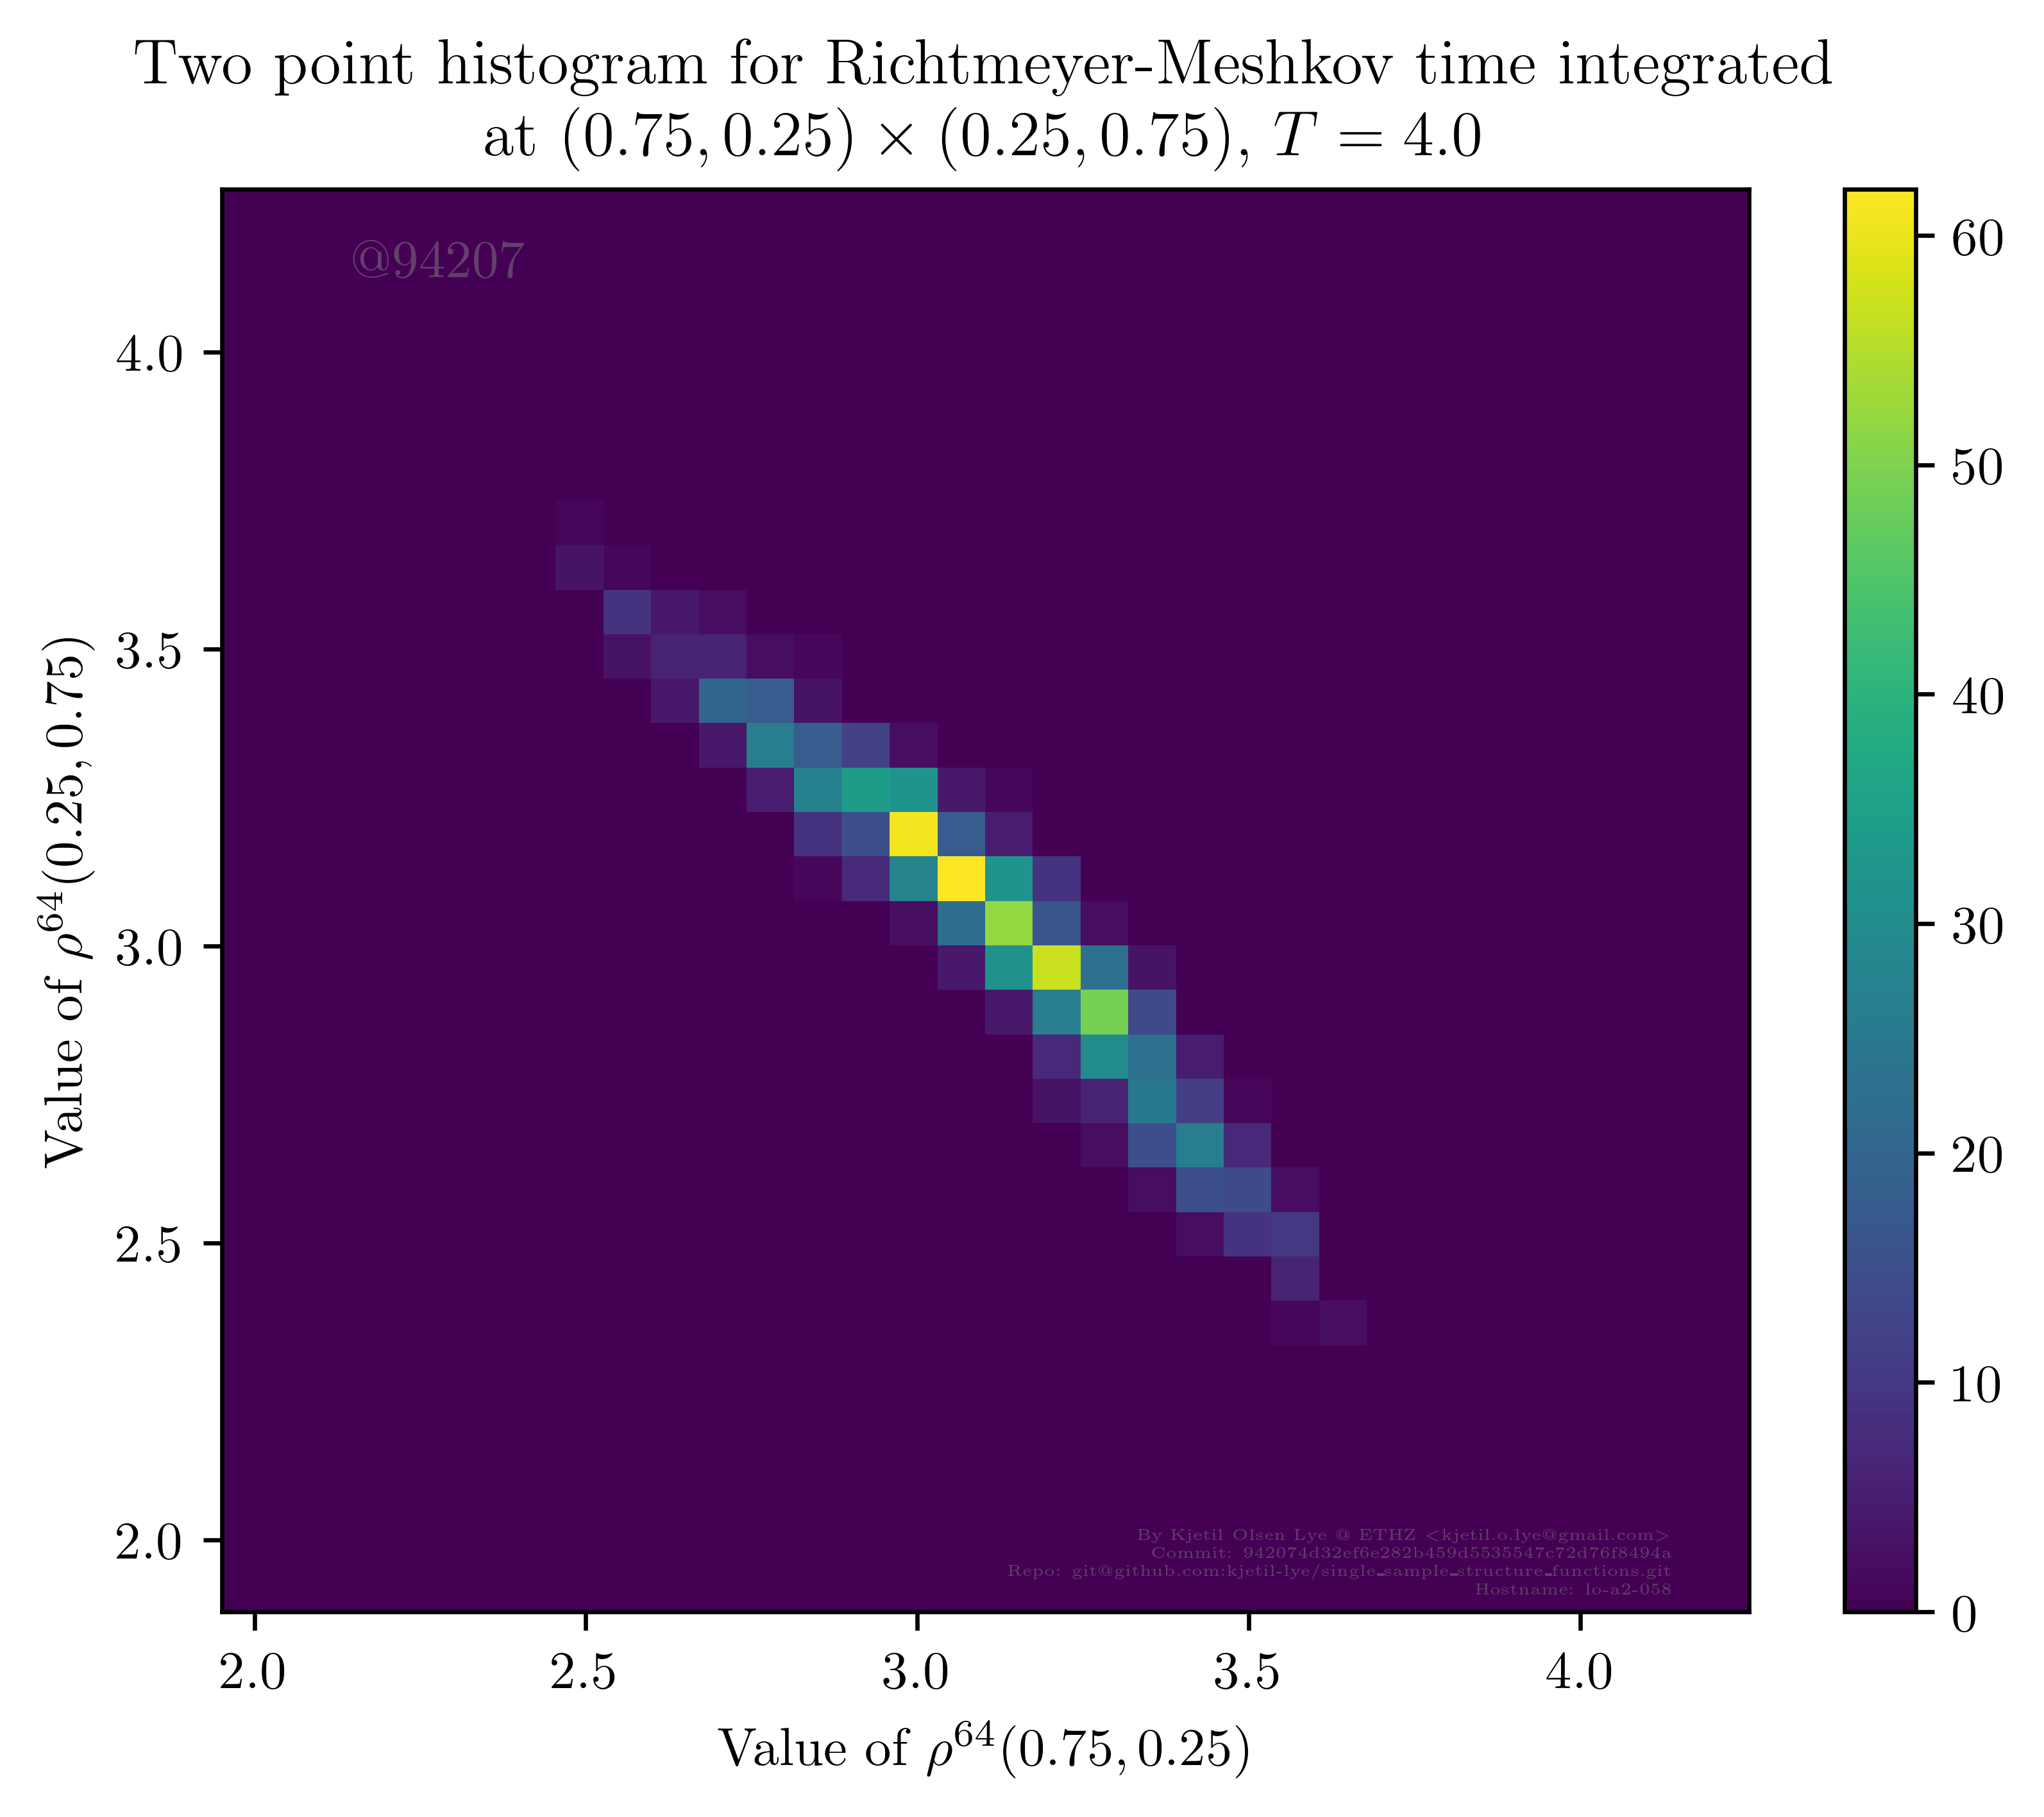 Two point histogram for Richtmeyer-Meshkov time integrated
at (0.75, 0.25) × (0.25, 0.75), T = 4.0
@94207
60
50
40
30
20
10
0
4.0
3.5
3.0
2.5
2.0
Value of ρ^64(0.25, 0.75)
By Kjetil Olsen Lye @ ETHZ <kjetil.o.lye@gmail.com>
Commit: 942074d32ef6e282b459d5535547c72d76f8494a
Repo: git@github.com:kjetil-lye/single_sample_structure_functions.git
Hostname: lo-a2-058
2.0 2.5 3.0 3.5 4.0
Value of ρ^64(0.75, 0.25)